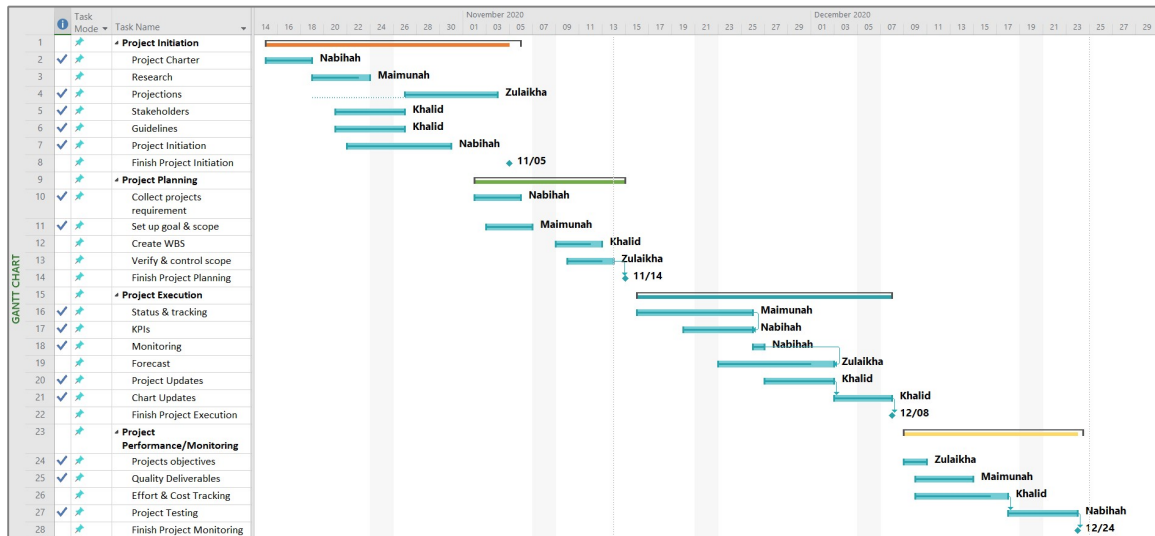 Task
Mode
Task Name
November 2020
December 2020
14 16 18 20 22 24 26 28 30 01 03 05 07 09 11 13 15 17 19 21 23 25 27 29 01 03 05 07 09 11 13 15 17 19 21 23 25 27 29
GANTT CHART
1 Project Initiation
2 Project Charter Nabihah
3 Research Maimunah
4 Projections Zulaikha
5 Stakeholders Khalid
6 Guidelines Khalid
7 Project Initiation Nabihah
8 Finish Project Initiation 11/05
9 Project Planning
10 Collect projects
requirement Nabihah
11 Set up goal & scope Maimunah
12 Create WBS Khalid
13 Verify & control scope Zulaikha
14 Finish Project Planning 11/14
15 Project Execution
16 Status & tracking Maimunah
17 KPIs Nabihah
18 Monitoring Nabihah
19 Forecast Zulaikha
20 Project Updates Khalid
21 Chart Updates Khalid
22 Finish Project Execution 12/08
23 Project
Performance/Monitoring
24 Projects objectives Zulaikha
25 Quality Deliverables Maimunah
26 Effort & Cost Tracking Khalid
27 Project Testing Nabihah
28 Finish Project Monitoring 12/24